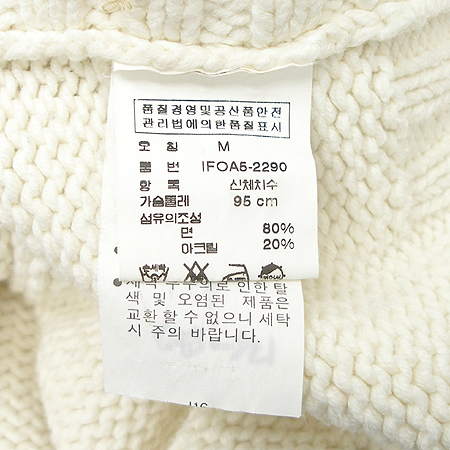 품질경영및공산품안전
관리법에의한품질표시
호 칭 M
품 번 IFOA5-2290
항 목 신체치수
가슴둘레 95 cm
섬유의조성
면 80%
아크릴 20%
손세탁
세탁 부주의로 인한 탈
색 및 오염된 제품은
교환 할 수 없으니 세탁
시 주의 바랍니다.